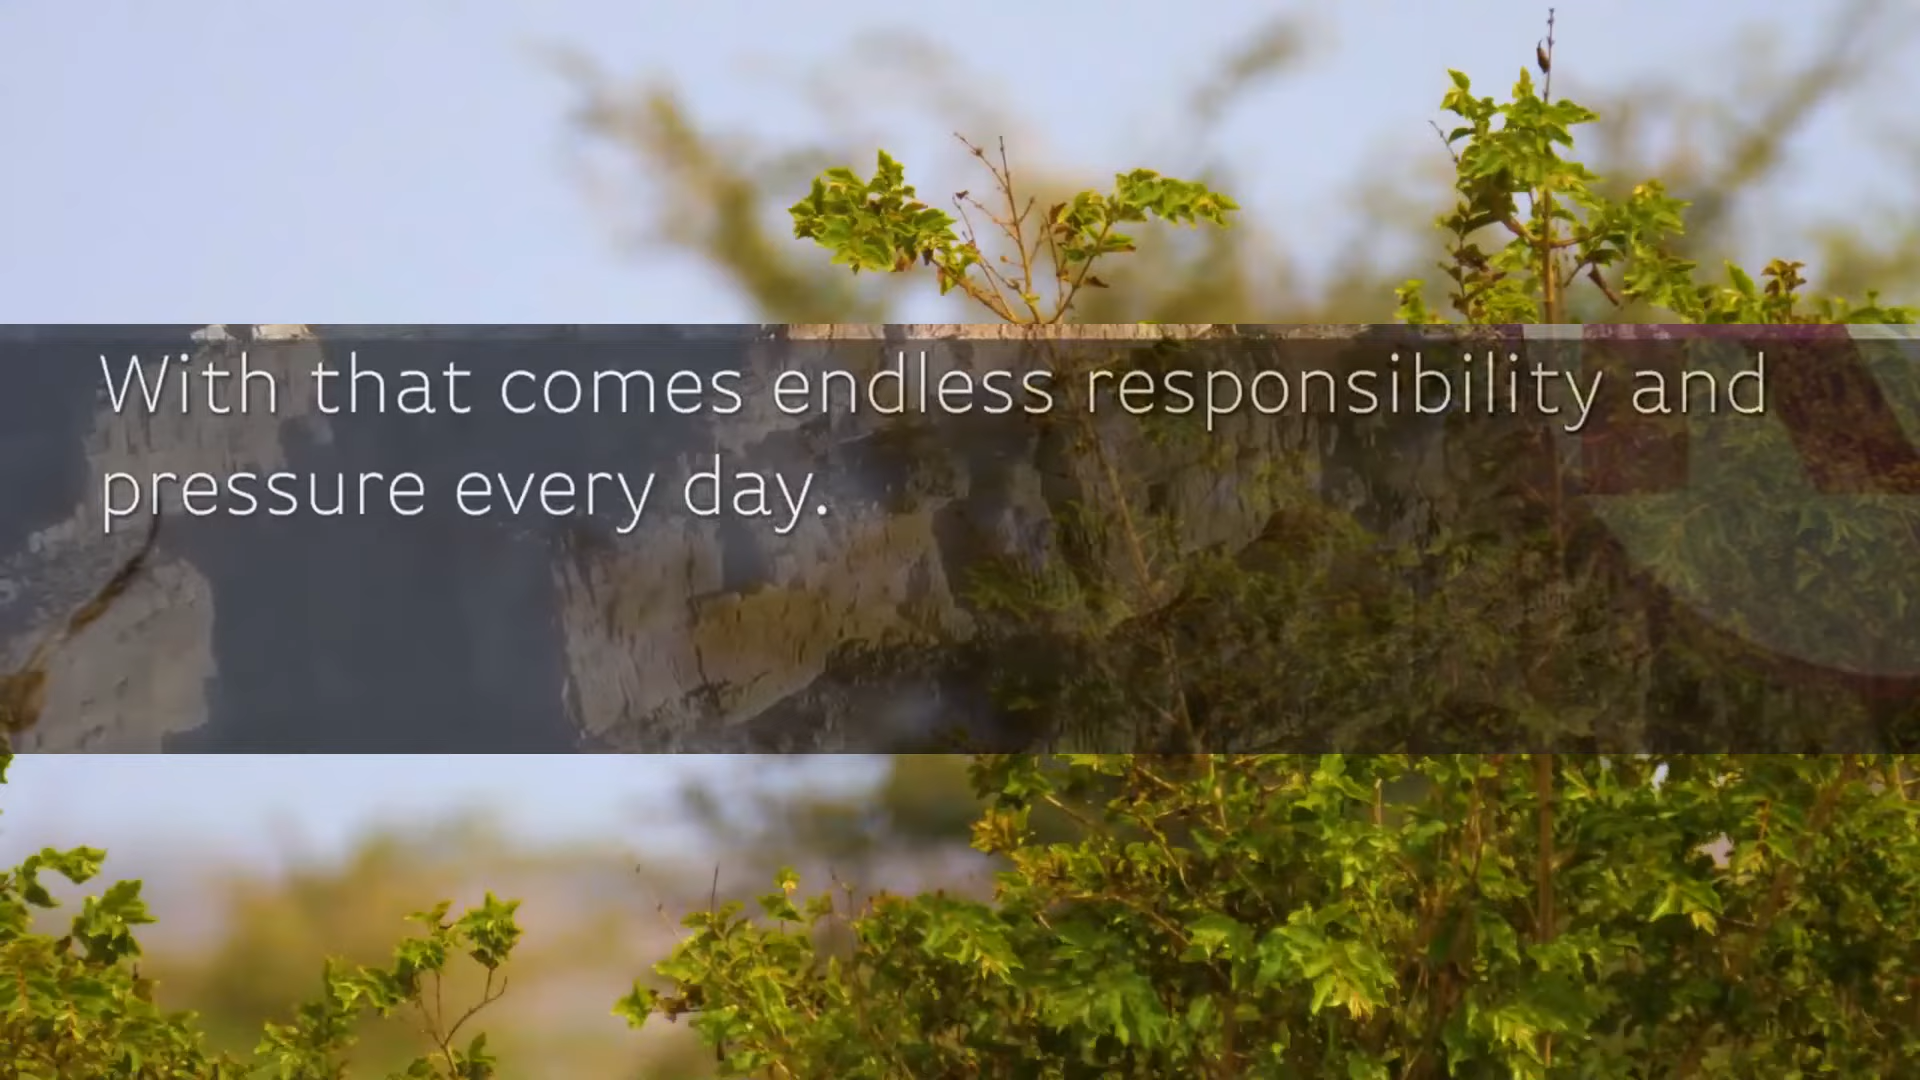 With that comes endless responsibility and
pressure every day.